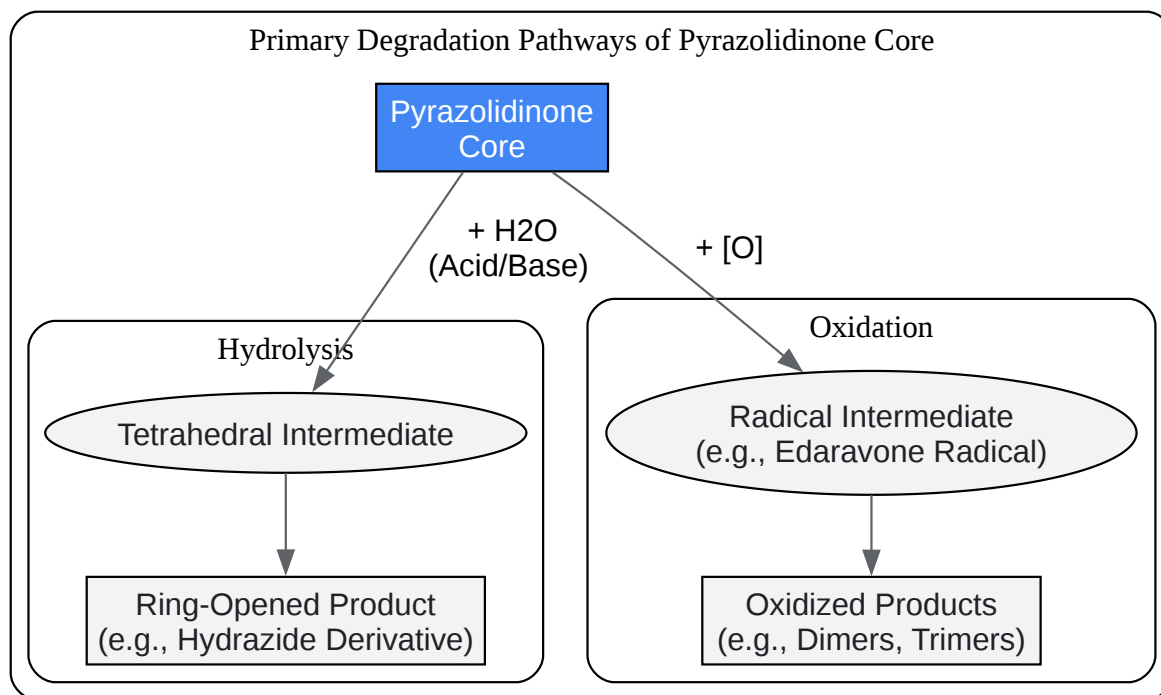 Primary Degradation Pathways of Pyrazolidinone Core
Pyrazolidinone
Core
+ H2O
(Acid/Base)
+ [O]
Hydrolysis
Tetrahedral Intermediate
Ring-Opened Product
(e.g., Hydrazide Derivative)
Oxidation
Radical Intermediate
(e.g., Edaravone Radical)
Oxidized Products
(e.g., Dimers, Trimers)